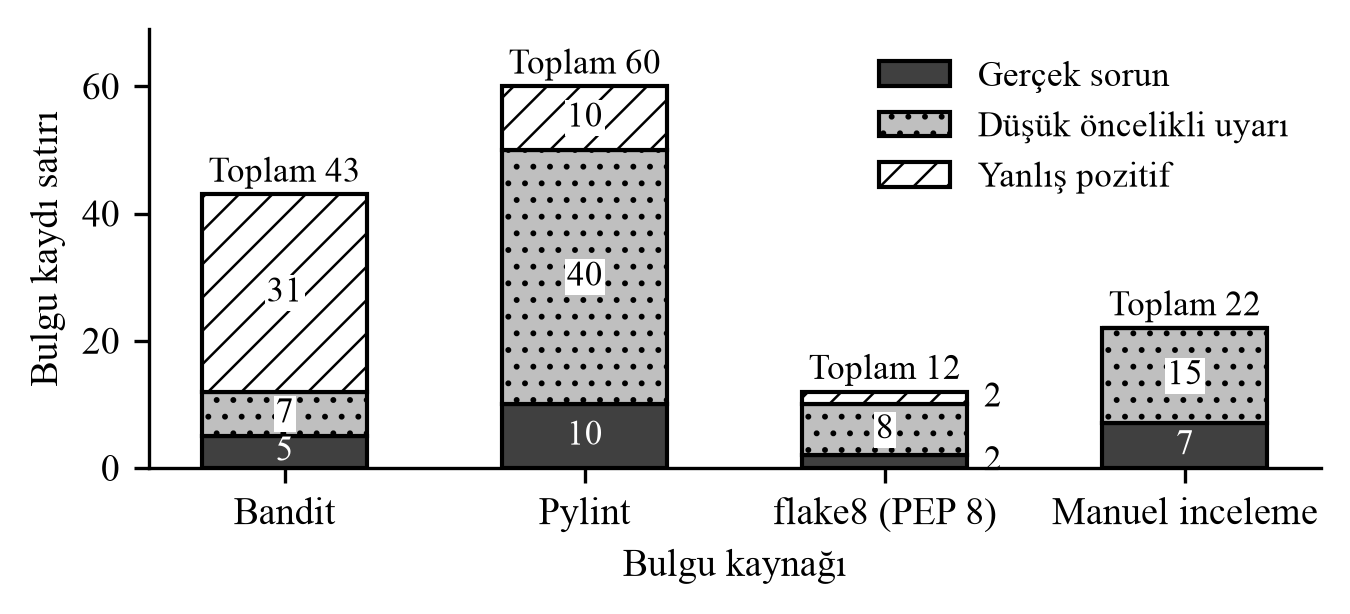 Toplam 60
Gerçek sorun
Düşük öncelikli uyarı
Yanlış pozitif
Toplam 43
Toplam 22
Toplam 12
Bulgu kaydı satırı
60
40
20
0
31
7
5
10
40
10
2
8
2
15
7
Bandit
Pylint
flake8 (PEP 8)
Manuel inceleme
Bulgu kaynağı